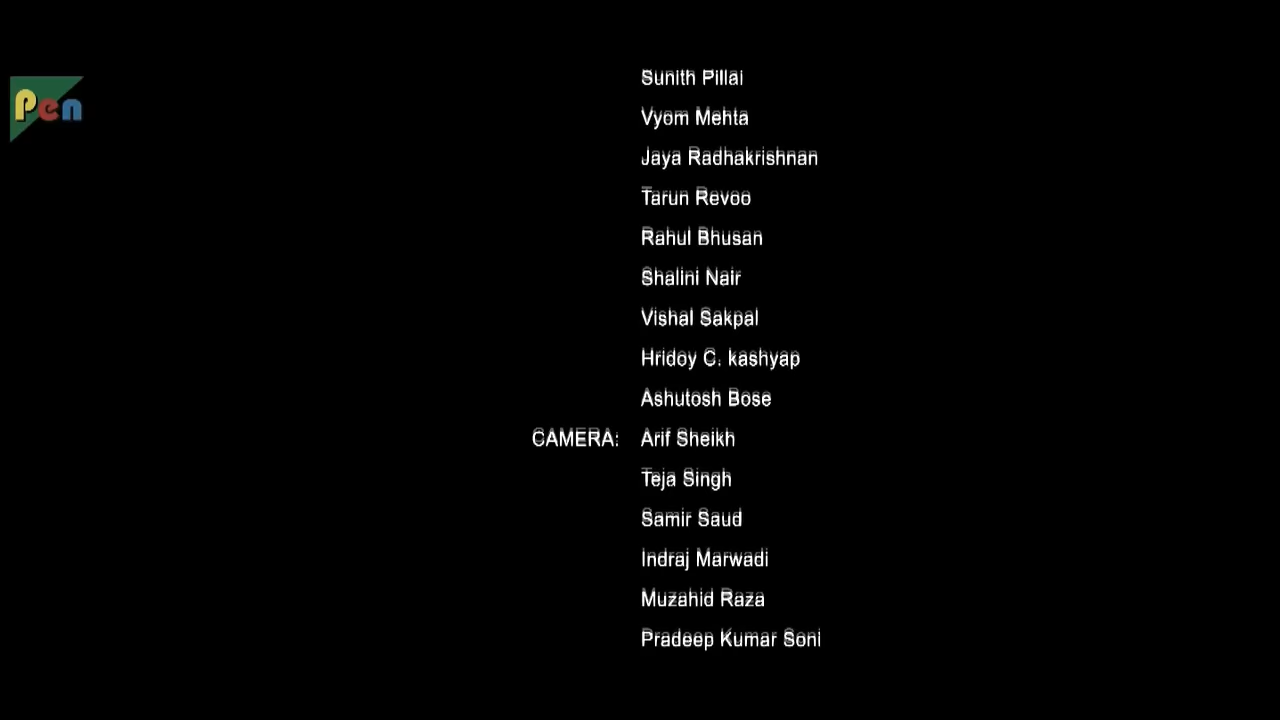 Pen
Sunith Pillai
Vyom Mehta
Jaya Radhakrishnan
Tarun Revoo
Rahul Bhusan
Shalini Nair
Vishal Sakpal
Hridoy C. kashyap
Ashutosh Bose
CAMERA: Arif Sheikh
Teja Singh
Samir Saud
Indraj Marwadi
Muzahid Raza
Pradeep Kumar Soni